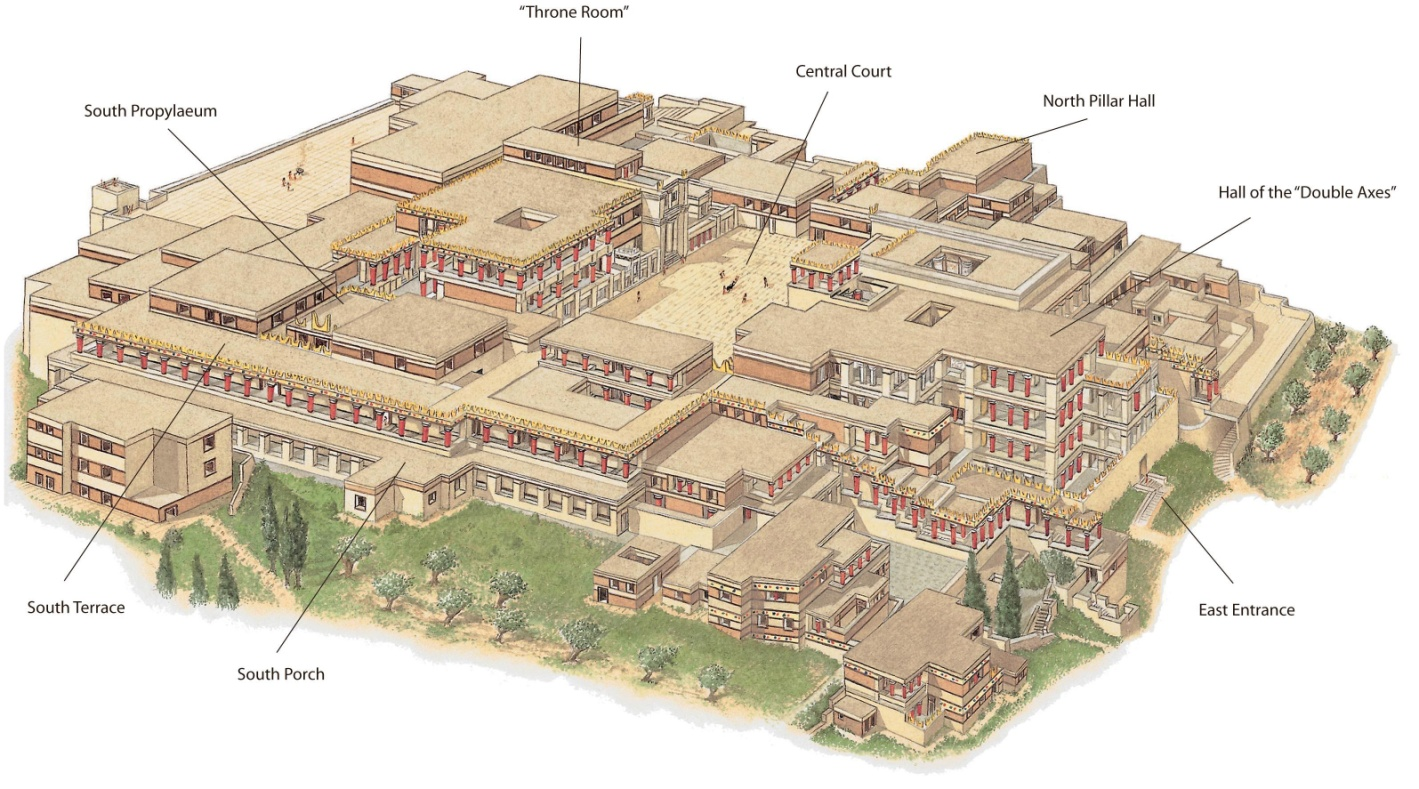 “Throne Room”
Central Court
North Pillar Hall
South Propylaeum
Hall of the “Double Axes”
South Terrace
East Entrance
South Porch